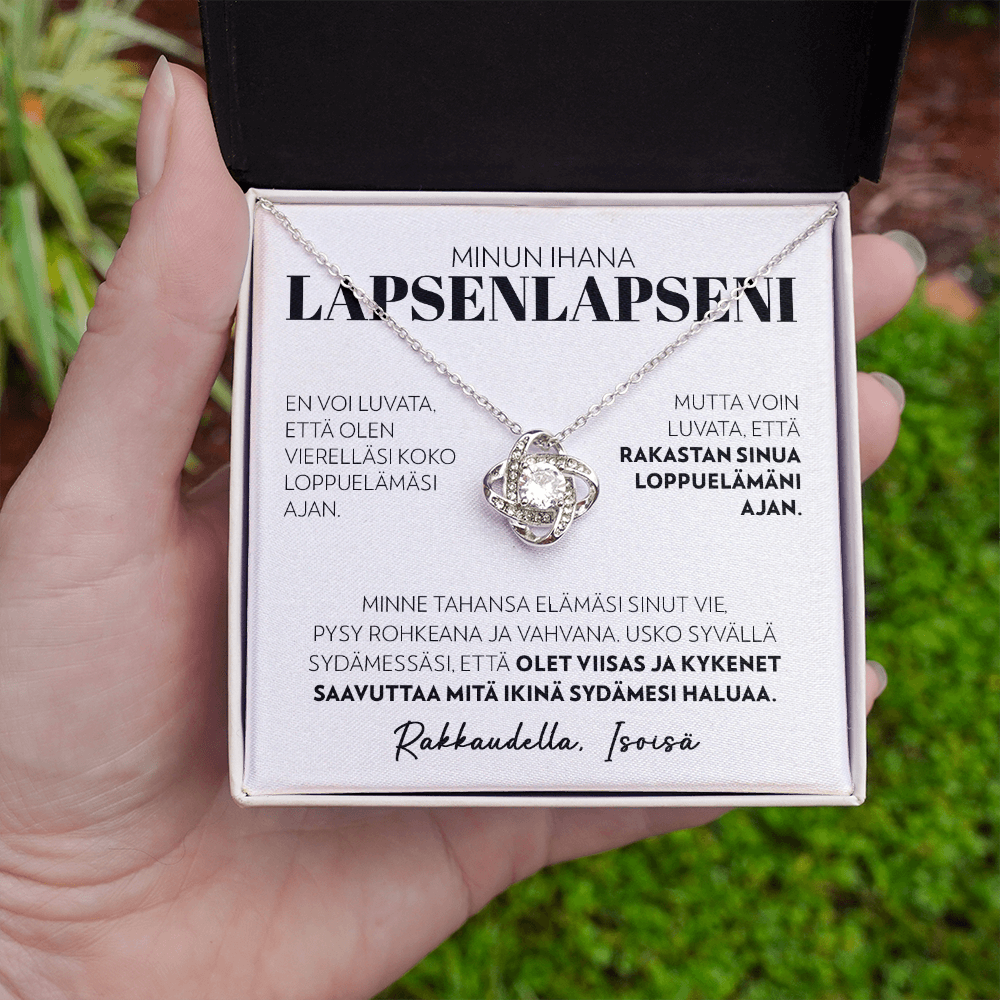 MINUN IHANA
LAPSENLAPSENI
EN VOI LUVATA,
ETTÄ OLEN
VIERELLÄSI KOKO
LOPPUELÄMÄSI
AJAN.
MUTTA VOIN
LUVATA, ETTÄ
RAKASTAN SINUA
LOPPUELÄMÄNI
AJAN.
MINNE TAHANSA ELÄMÄSI SINUT VIE,
PYSY ROHKEANA JA VAHVANA. USKO SYVÄLLÄ
SYDÄMESSÄSI, ETTÄ OLET VIISAS JA KYKENET
SAAVUTTAA MITÄ IKINÄ SYDÄMESI HALUAA.
Rakkaudella, Isoisä